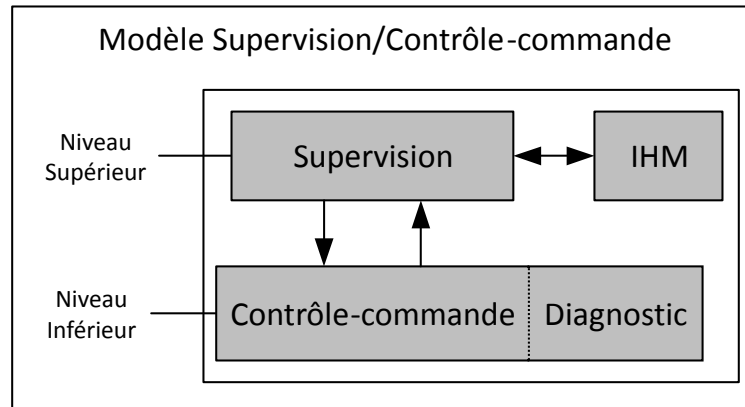 Modèle Supervision/Contrôle-commande
Niveau
Supérieur
Supervision
IHM
Niveau
Inférieur
Contrôle-commande
Diagnostic